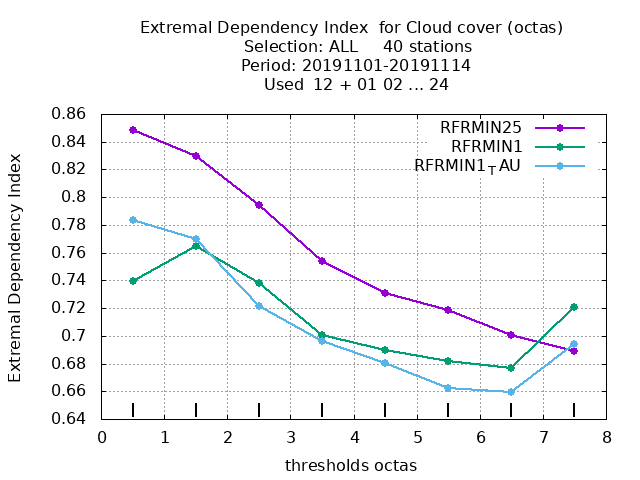 Extremal Dependency Index  for Cloud cover (octas)
Selection: ALL     40 stations
Period: 20191101-20191114
Used  12 + 01 02 ... 24
RFRMIN25
RFRMIN1
RFRMIN1TAU
Extremal Dependency Index
0.86
0.84
0.82
0.8
0.78
0.76
0.74
0.72
0.7
0.68
0.66
0.64
0 1 2 3 4 5 6 7 8
thresholds octas